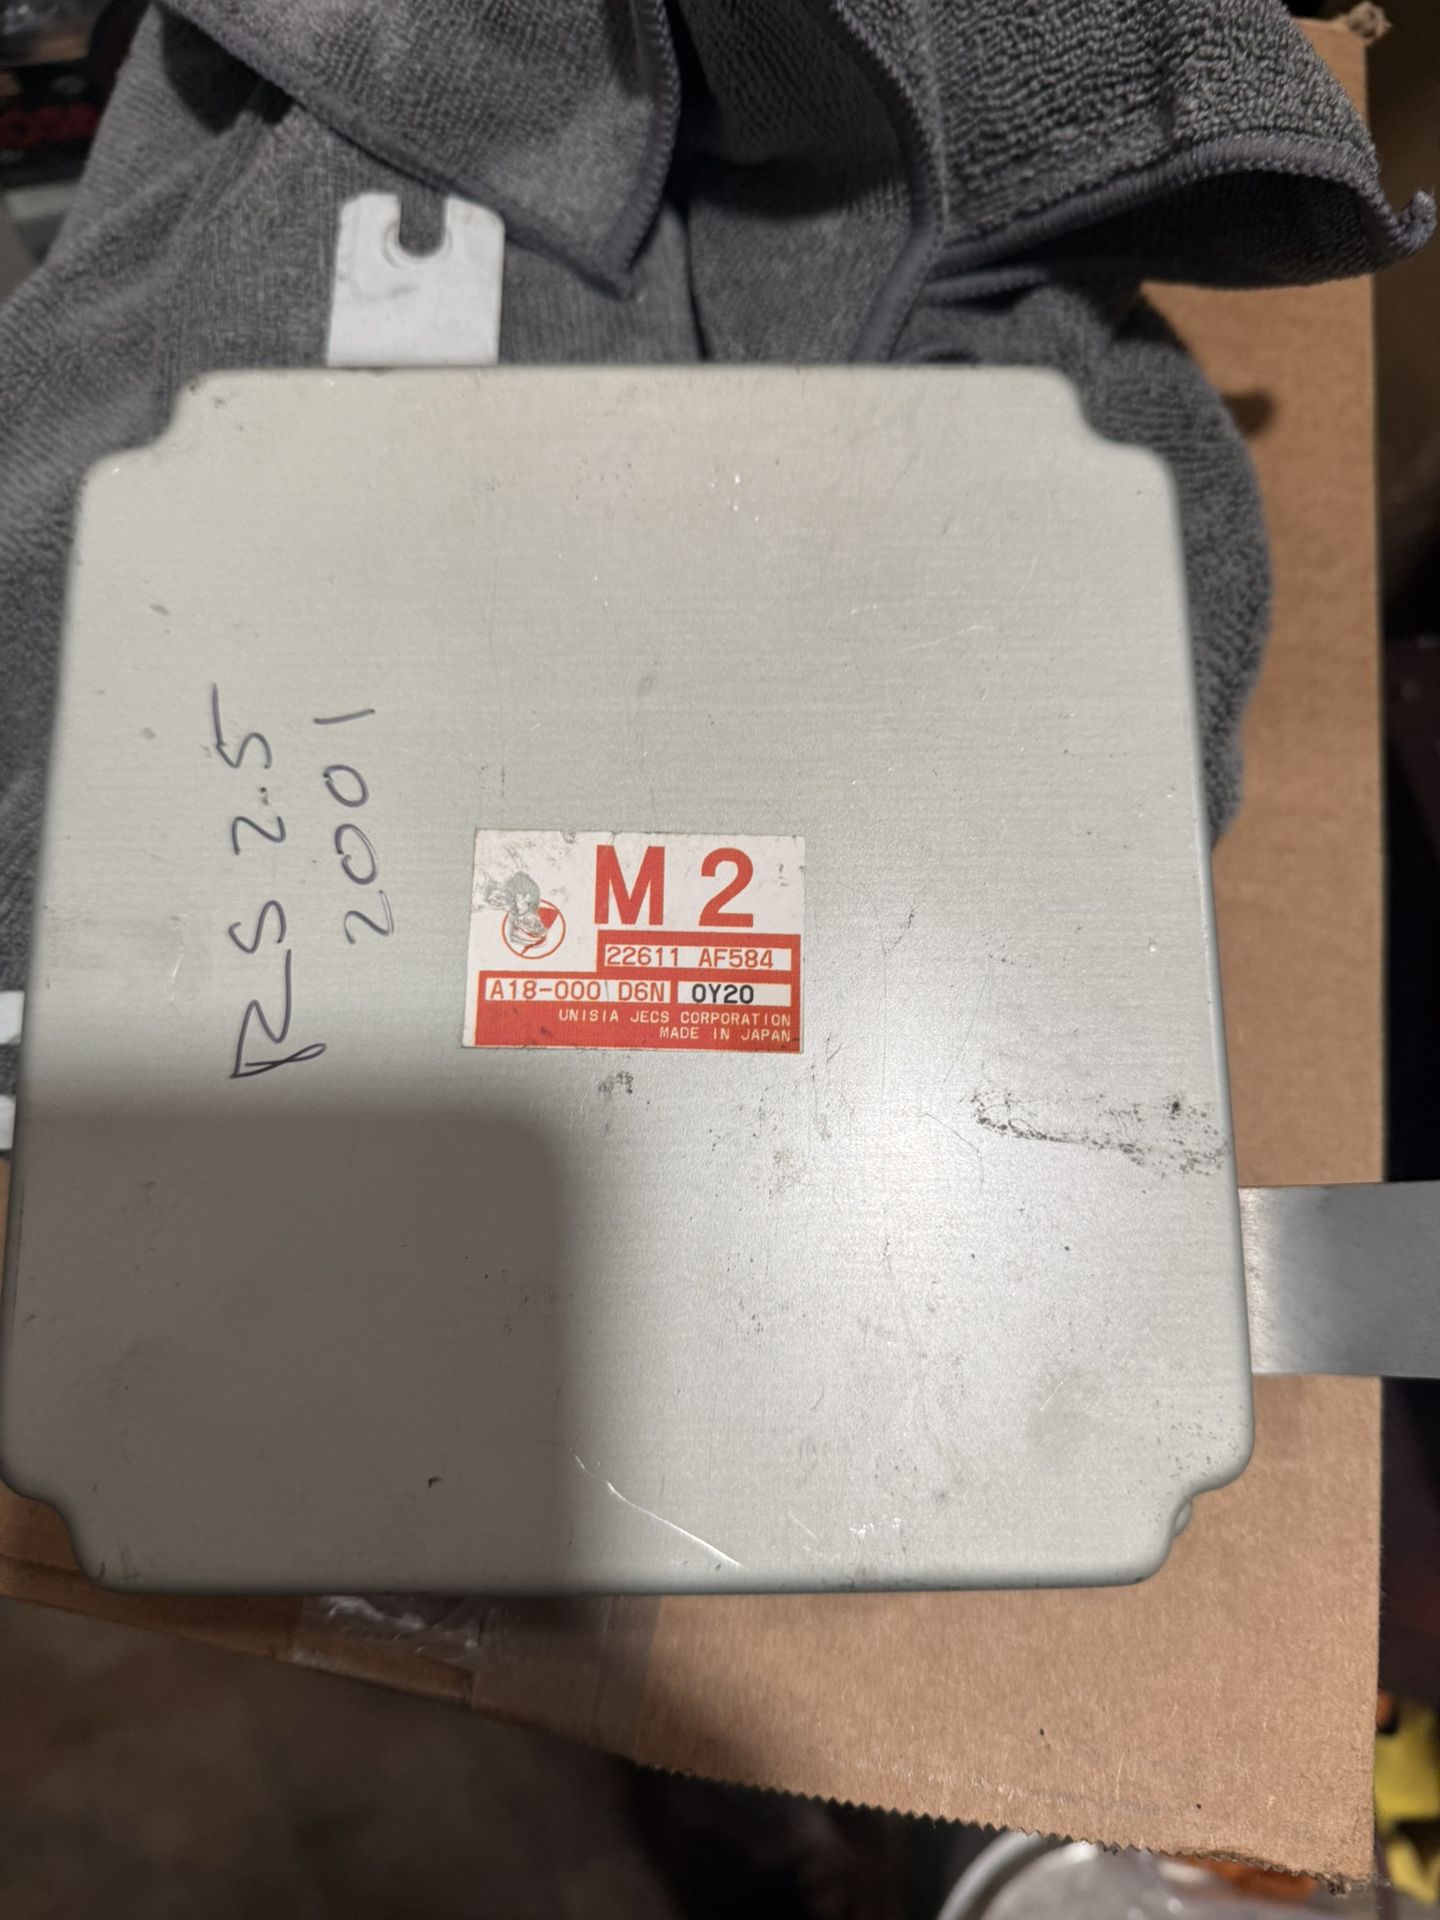 RS 2.5
2001
M2
22611 AF584
A18-000 D6N 0Y20
UNISIA JECS CORPORATION
MADE IN JAPAN